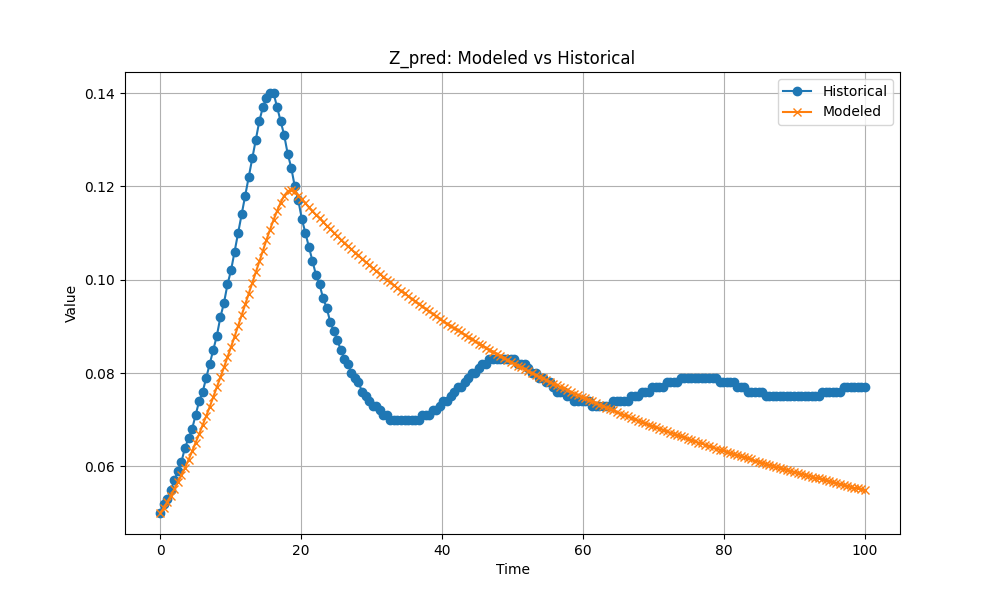 Z_pred: Modeled vs Historical
Historical
Modeled
0.14
0.12
0.10
0.08
0.06
Value
0 20 40 60 80 100
Time